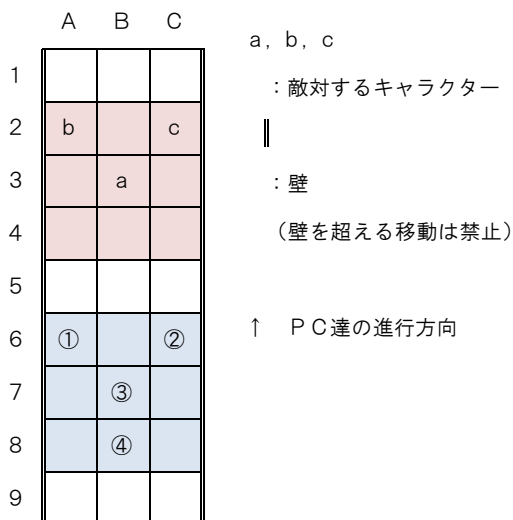 A B C
a, b, c
1
：敵対するキャラクター
2 b c
‖
3 a
：壁
4
（壁を超える移動は禁止）
5
6 ① ②
↑ ＰＣ達の進行方向
7 ③
8 ④
9